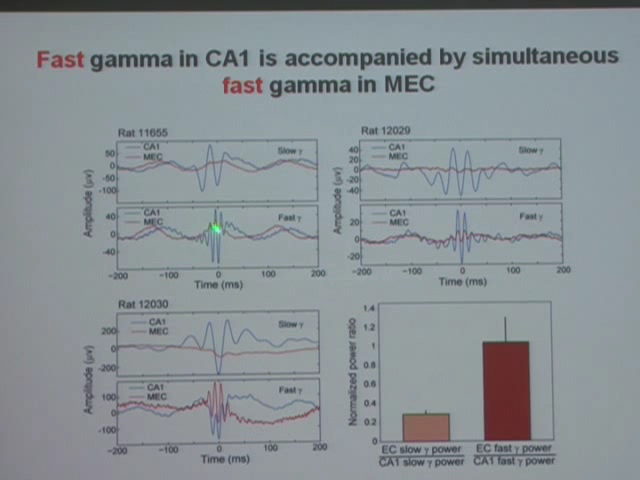 Fast gamma in CA1 is accompanied by simultaneous
fast gamma in MEC
Rat 11655
CA1
MEC
Slow γ
50
0
-50
-100
Amplitude (μv)
CA1
MEC
Fast γ
40
0
-40
-200
-100
0
100
200
Time (ms)
Rat 12029
CA1
MEC
Slow γ
40
20
0
-20
-40
Amplitude (μv)
CA1
MEC
Fast γ
20
0
-20
-200
-100
0
100
200
Time (ms)
Rat 12030
CA1
MEC
Slow γ
200
0
-200
Amplitude (μv)
CA1
MEC
Fast γ
100
0
-100
-200
-100
0
100
200
Time (ms)
Normalized power ratio
1.4
1.2
1
0.8
0.6
0.4
0.2
0
EC slow γ power
CA1 slow γ power
EC fast γ power
CA1 fast γ power